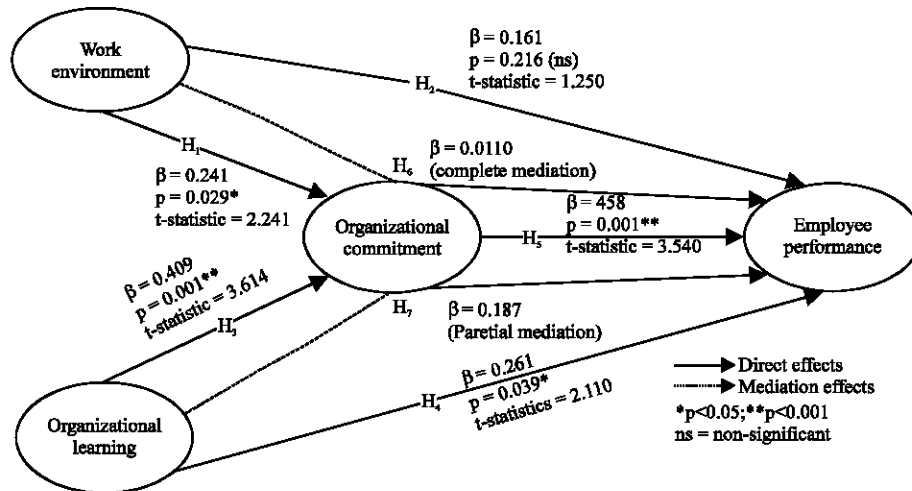 Work
environment
β = 0.161
p = 0.216 (ns)
t-statistic = 1.250
H2
H1
β = 0.241
p = 0.029*
t-statistic = 2.241
H6
β = 0.0110
(complete mediation)
Organizational
commitment
β = 458
p = 0.001**
t-statistic = 3.540
H5
Employee
performance
β = 0.409
p = 0.001**
t-statistic = 3.614
H3
H7
β = 0.187
(Paretial mediation)
β = 0.261
p = 0.039*
t-statistics = 2.110
H4
Organizational
learning
Direct effects
Mediation effects
*p<0.05;**p<0.001
ns = non-significant